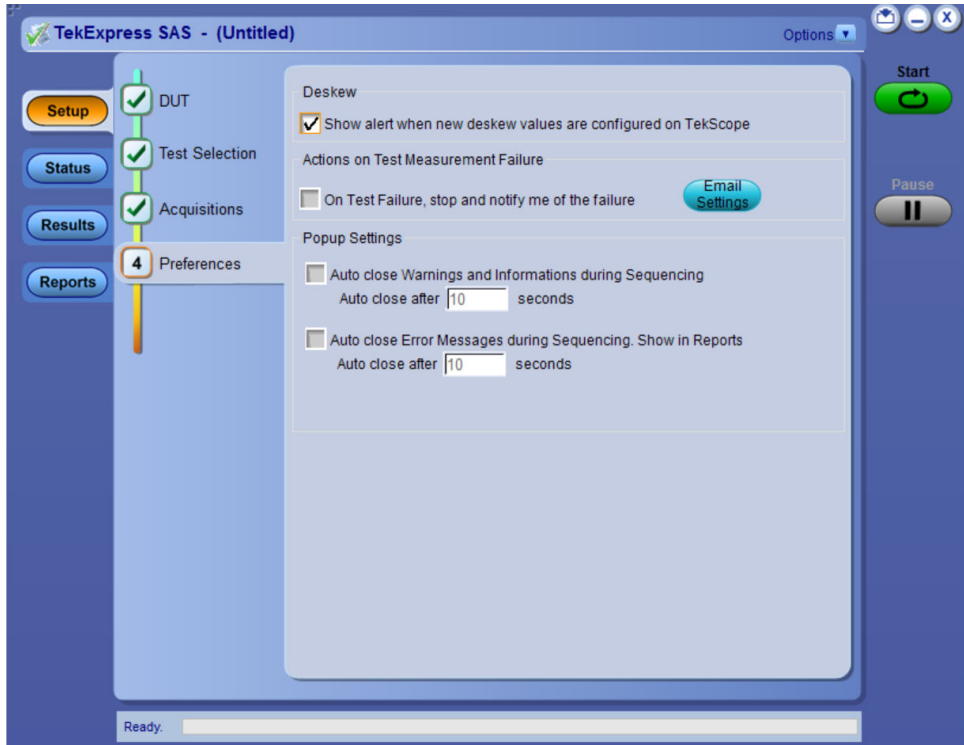 TekExpress SAS - (Untitled)
Options
Start
Pause
Setup
Status
Results
Reports
DUT
Test Selection
Acquisitions
4 Preferences
Deskew
Show alert when new deskew values are configured on TekScope
Actions on Test Measurement Failure
On Test Failure, stop and notify me of the failure
Email
Settings
Popup Settings
Auto close Warnings and Informations during Sequencing
Auto close after 10 seconds
Auto close Error Messages during Sequencing. Show in Reports
Auto close after 10 seconds
Ready.